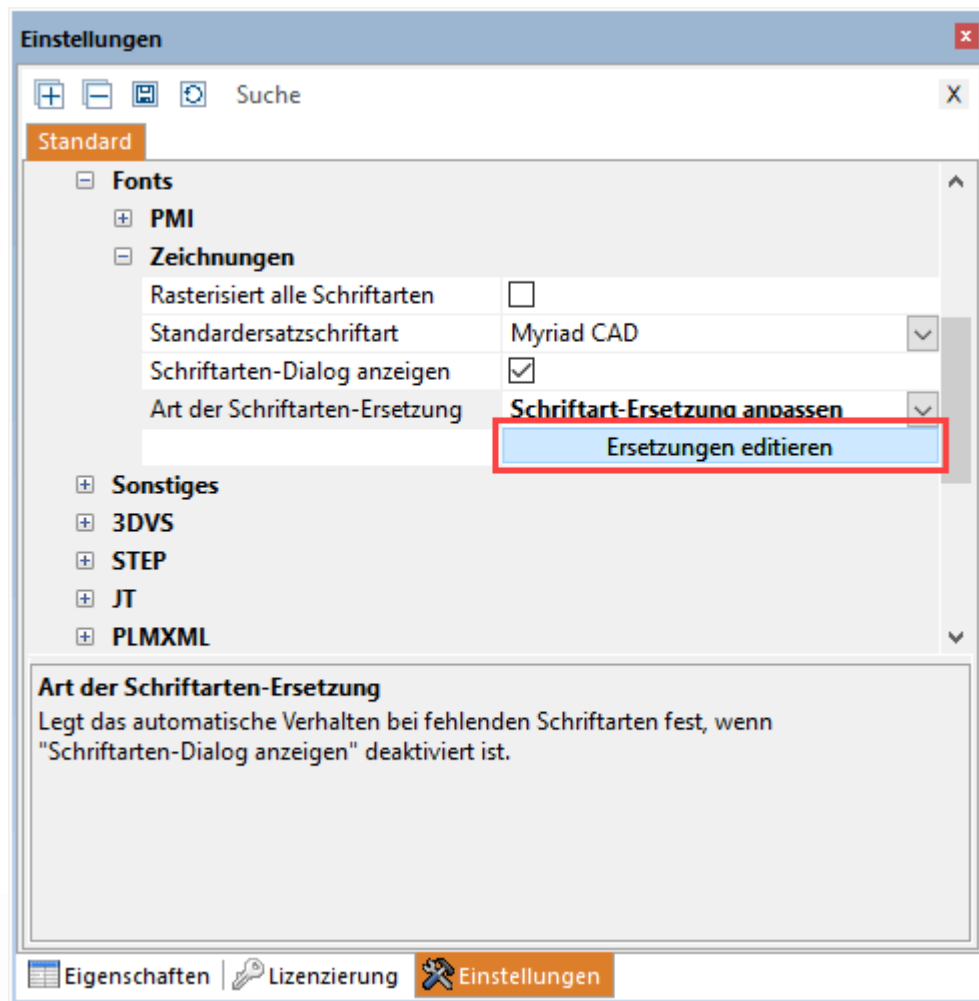 Einstellungen
Suche
X
Standard
Fonts
PMI
Zeichnungen
Rasterisiert alle Schriftarten
Standardersatzschriftart Myriad CAD
Schriftarten-Dialog anzeigen
Art der Schriftarten-Ersetzung Schriftart-Ersetzung anpassen
Ersetzungen editieren
Sonstiges
3DVS
STEP
JT
PLMXML
Art der Schriftarten-Ersetzung
Legt das automatische Verhalten bei fehlenden Schriftarten fest, wenn
"Schriftarten-Dialog anzeigen" deaktiviert ist.
Eigenschaften Lizenzierung Einstellungen